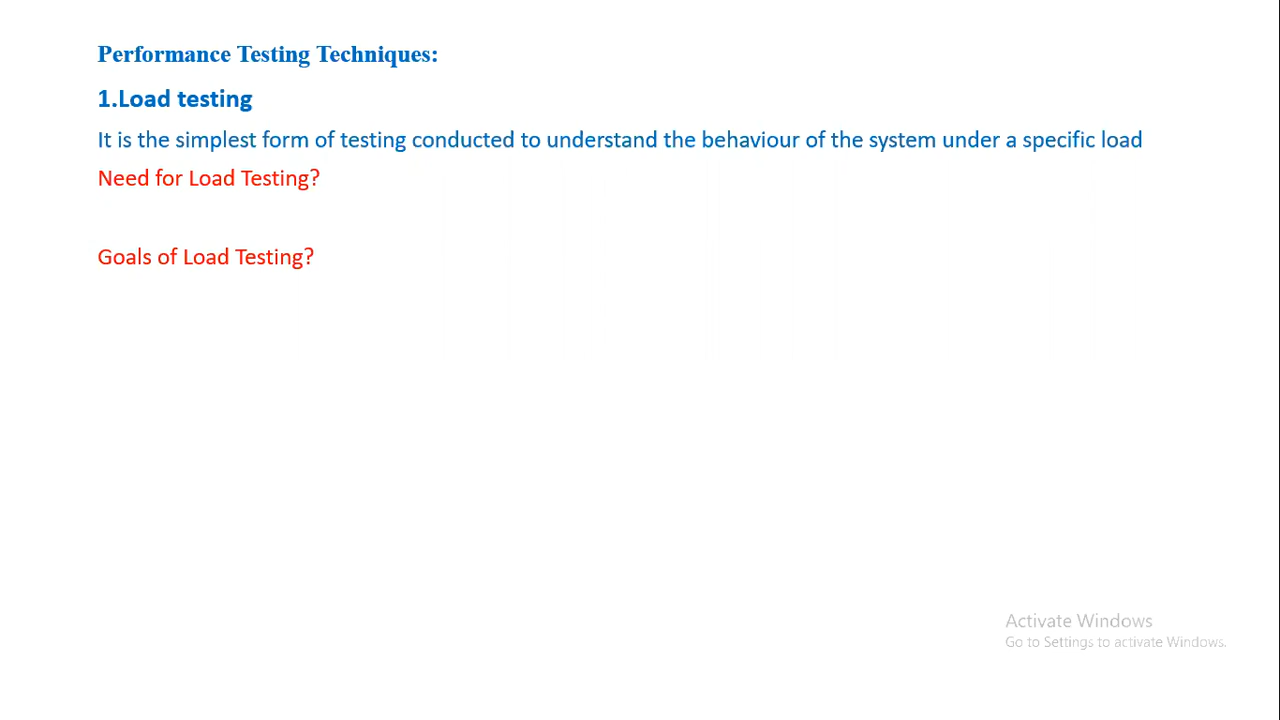 Performance Testing Techniques:
1.Load testing
It is the simplest form of testing conducted to understand the behaviour of the system under a specific load
Need for Load Testing?
Goals of Load Testing?
Activate Windows
Go to Settings to activate Windows.